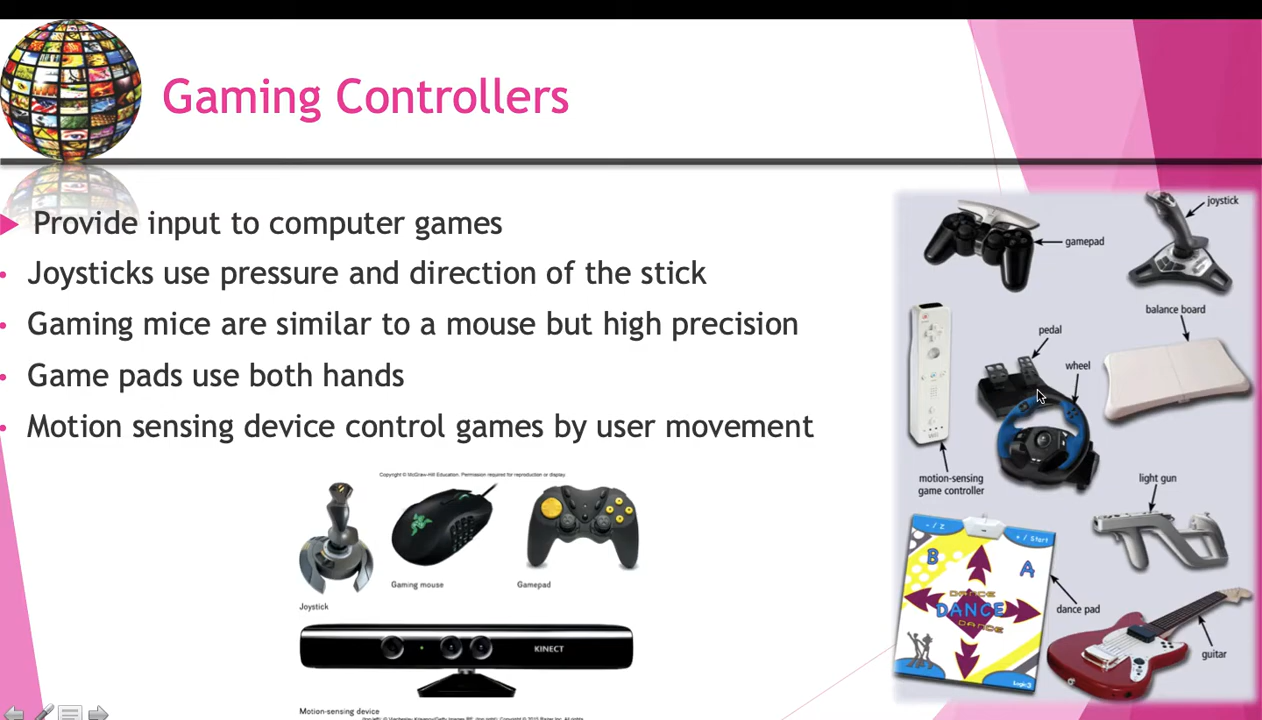 Gaming Controllers
Provide input to computer games
• Joysticks use pressure and direction of the stick
• Gaming mice are similar to a mouse but high precision
• Game pads use both hands
• Motion sensing device control games by user movement
Copyright © McGraw-Hill Education. Permission required for reproduction or display.
Joystick
Gaming mouse
Gamepad
KINECT
Motion-sensing device
gamepad
joystick
balance board
pedal
wheel
motion-sensing
game controller
light gun
- / Z
+ / Start
B
A
DANCE
DANCE
DANCE
dance pad
guitar